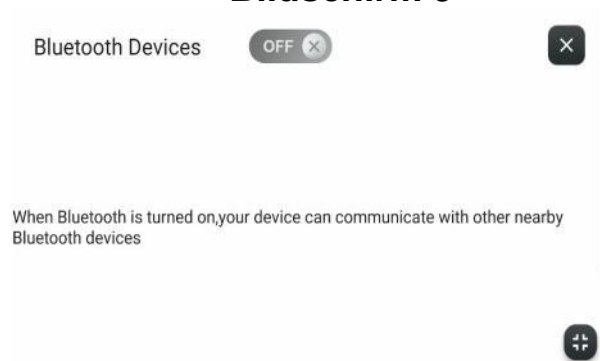 Bluetooth Devices OFF
When Bluetooth is turned on,your device can communicate with other nearby
Bluetooth devices